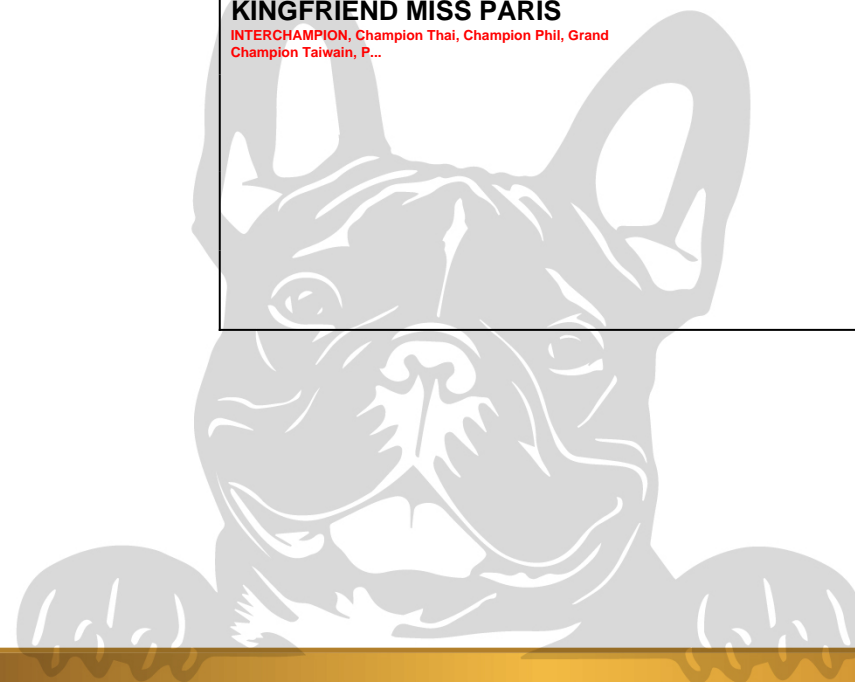 KINGFRIEND MISS PARIS
INTERCHAMPION, Champion Thai, Champion Phil, Grand
Champion Taiwain, P...